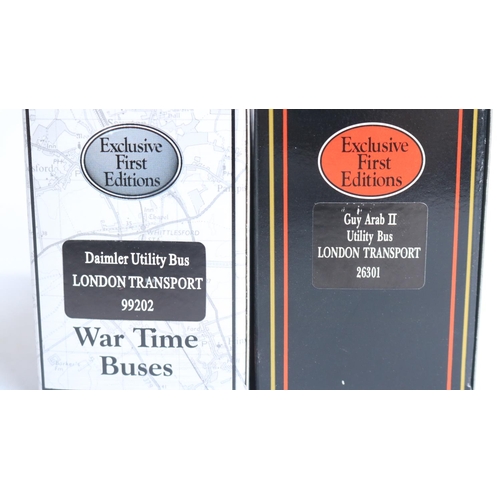 Exclusive
First
Editions
Daimler Utility Bus
LONDON TRANSPORT
99202
War Time
Buses
WHITTLESFORD
Exclusive
First
Editions
Guy Arab II
Utility Bus
LONDON TRANSPORT
26301